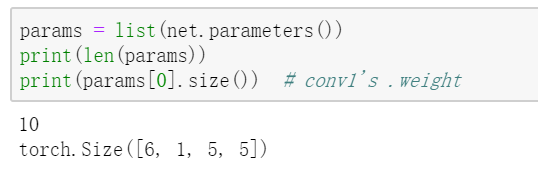 params = list(net.parameters())
print(len(params))
print(params[0].size())  # conv1's .weight
10
torch.Size([6, 1, 5, 5])